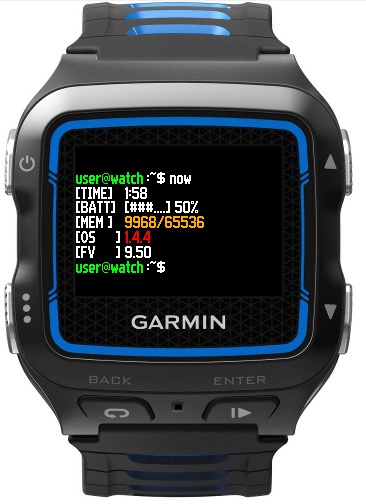 user@watch:~$ now
[TIME] 1:58
[BATT] [###....] 50%
[MEM ] 9968/65536
[OS    ] 1.4.4
[FV    ] 9.50
user@watch:~$
GARMIN
BACK ENTER